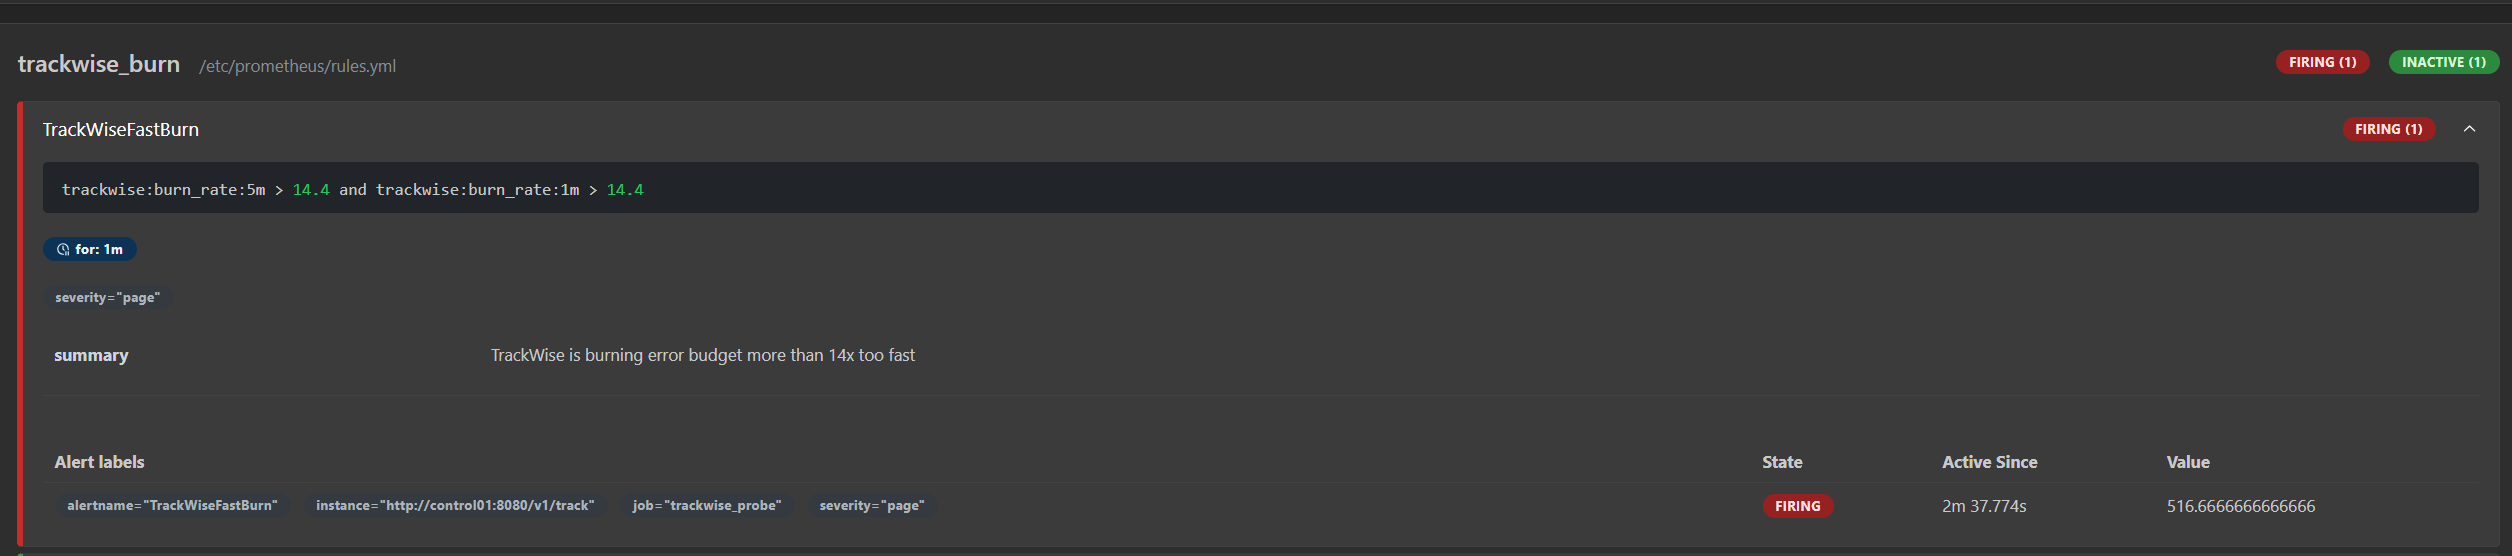 trackwise_burn /etc/prometheus/rules.yml FIRING (1) INACTIVE (1)
TrackWiseFastBurn FIRING (1)
trackwise:burn_rate:5m > 14.4 and trackwise:burn_rate:1m > 14.4
for: 1m
severity="page"
summary TrackWise is burning error budget more than 14x too fast
Alert labels State Active Since Value
alertname="TrackWiseFastBurn" instance="http://control01:8080/v1/track" job="trackwise_probe" severity="page" FIRING 2m 37.774s 516.6666666666666